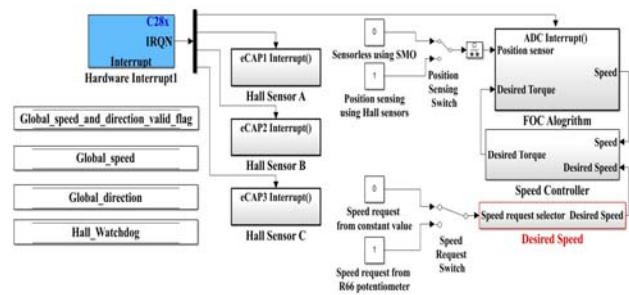 C28x
IRQN
Interrupt
Hardware Interrupt1
eCAP1 Interrupt()
Hall Sensor A
eCAP2 Interrupt()
Hall Sensor B
eCAP3 Interrupt()
Hall Sensor C
Global_speed_and_direction_valid_flag
Global_speed
Global_direction
Hall_Watchdog
0
Sensorless using SMO
1
Position sensing
using Hall sensors
Position
Sensing
Switch
ADC Interrupt()
Position sensor
Speed
Desired Torque
FOC Alogrithm
Speed
Desired Torque
Desired Speed
Speed Controller
0
Speed request
from constant value
1
Speed request from
R66 potentiometer
Speed
Request
Switch
Speed request selector Desired Speed
Desired Speed